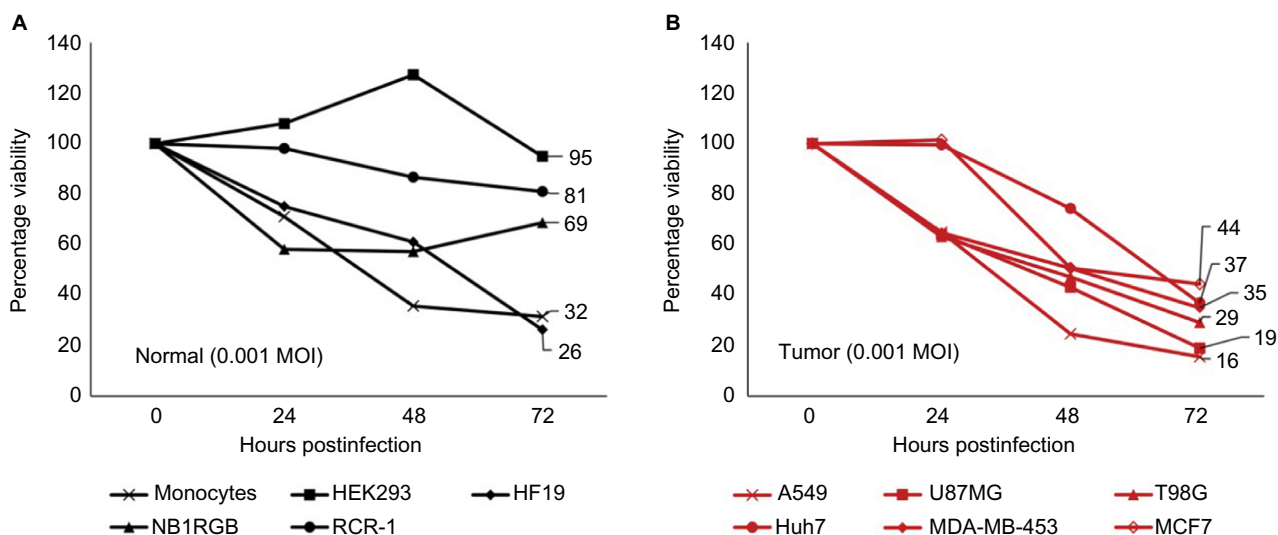 A
140
120
100
80
60
40
20
0
Percentage viability
95
81
69
32
26
Normal (0.001 MOI)
0 24 48 72
Hours postinfection
Monocytes HEK293 HF19
NB1RGB RCR-1
B
140
120
100
80
60
40
20
0
Percentage viability
44
37
35
29
19
16
Tumor (0.001 MOI)
0 24 48 72
Hours postinfection
A549 U87MG T98G
Huh7 MDA-MB-453 MCF7